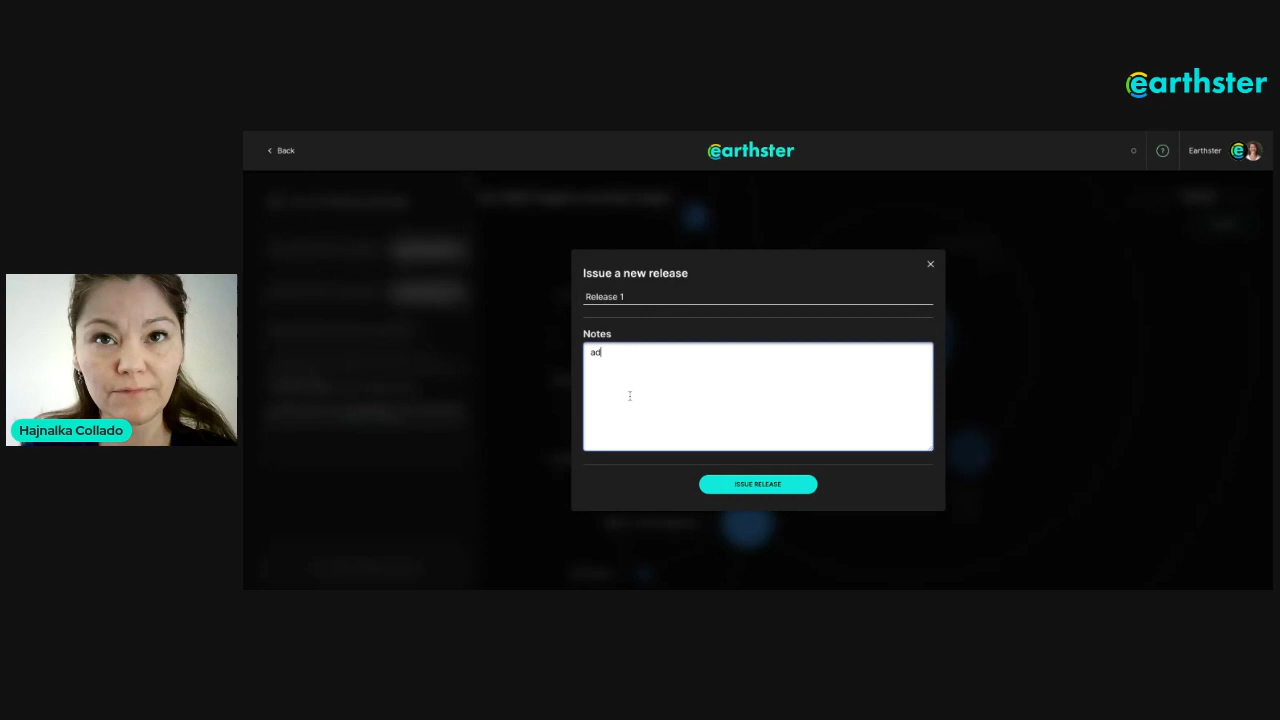 earthster
Back
earthster
?
Earthster
e
Issue a new release
Release 1
Notes
ad
ISSUE RELEASE
Hajnalka Collado